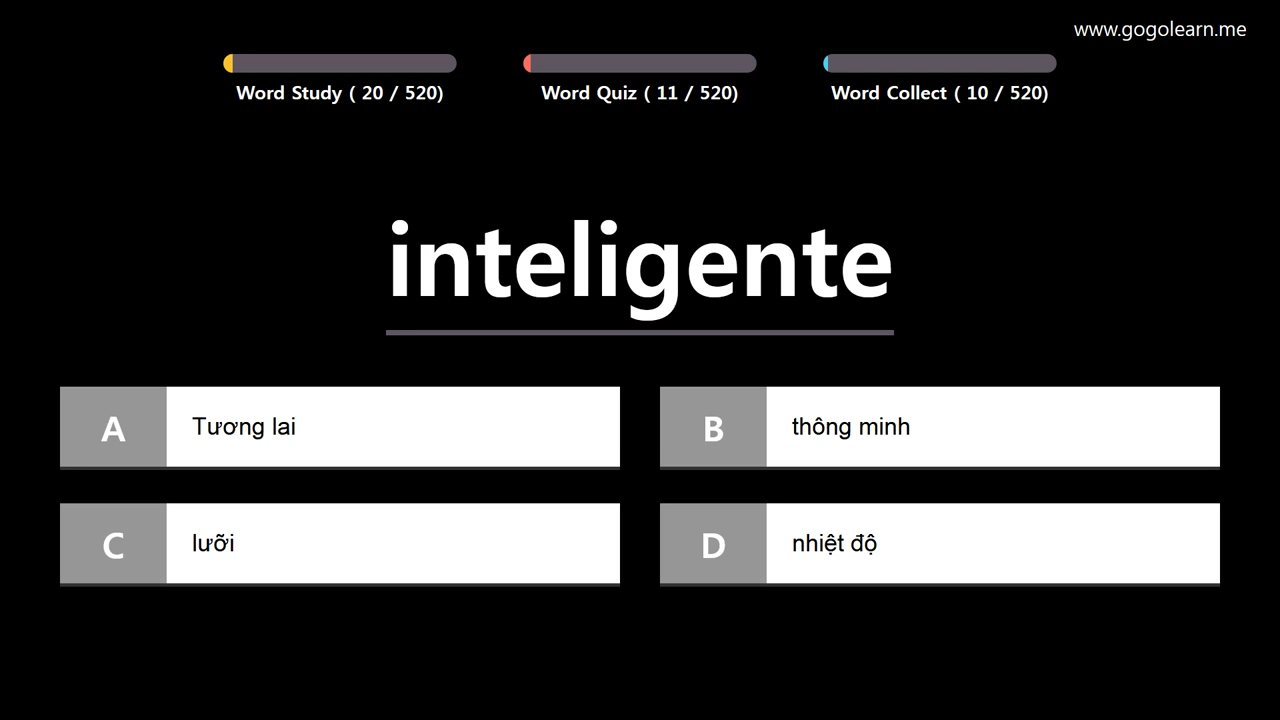 www.gogolearn.me
Word Study ( 20 / 520)
Word Quiz ( 11 / 520)
Word Collect ( 10 / 520)
inteligente
A Tương lai
B thông minh
C lưỡi
D nhiệt độ